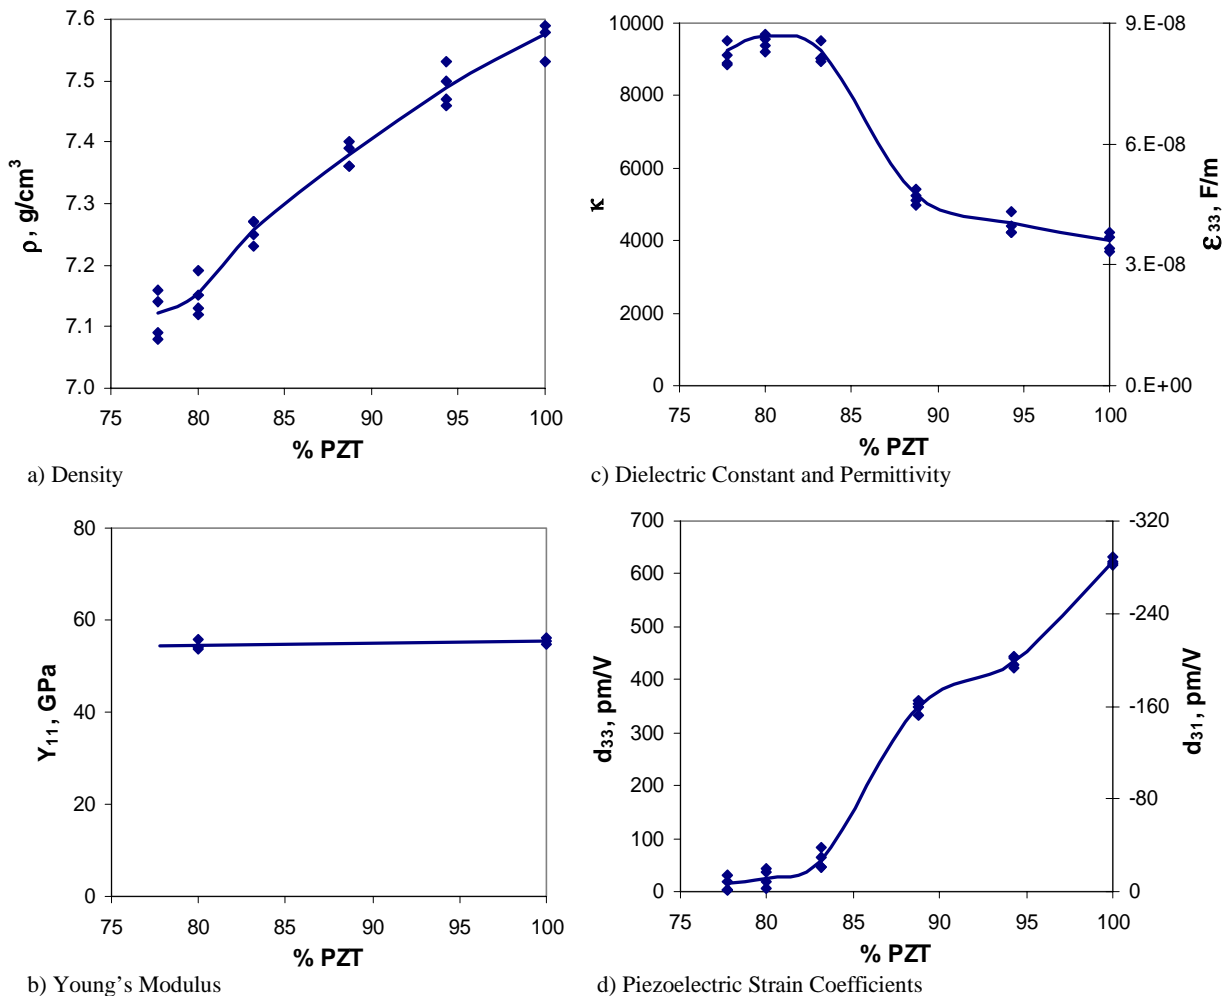 7.6
7.5
7.4
7.3
7.2
7.1
7.0
ρ, g/cm³
75 80 85 90 95 100
% PZT
a) Density
10000
8000
6000
4000
2000
0
κ
9.E-08
6.E-08
3.E-08
0.E+00
ε33, F/m
75 80 85 90 95 100
% PZT
c) Dielectric Constant and Permittivity
80
60
40
20
0
Y11, GPa
75 80 85 90 95 100
% PZT
b) Young's Modulus
700
600
500
400
300
200
100
0
d33, pm/V
-320
-240
-160
-80
0
d31, pm/V
75 80 85 90 95 100
% PZT
d) Piezoelectric Strain Coefficients